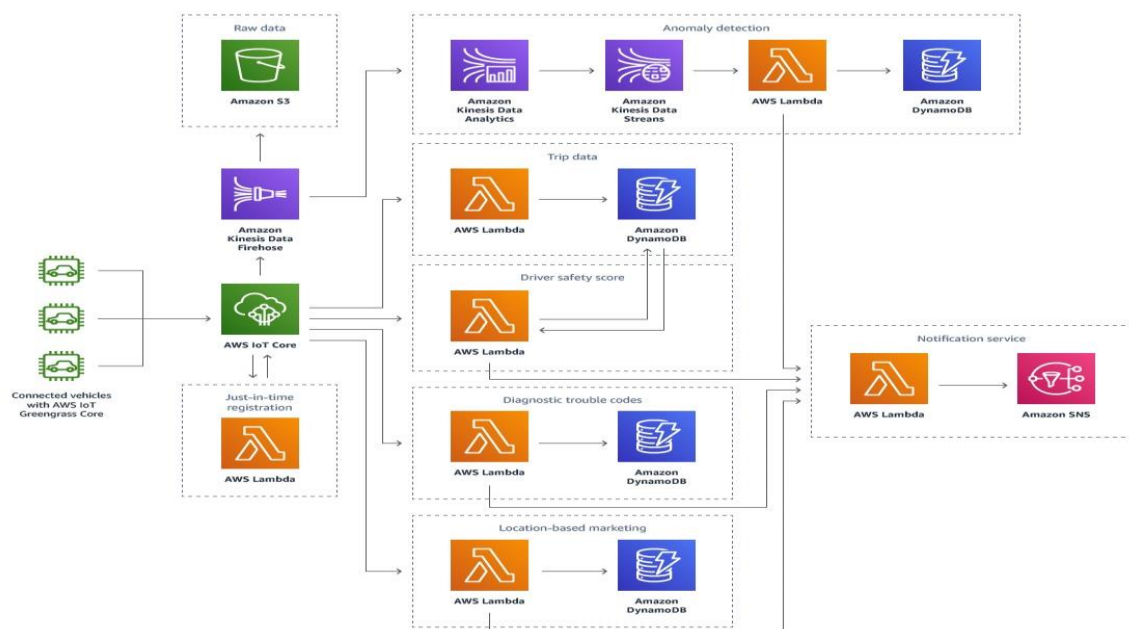 Raw data
Amazon S3
Anomaly detection
Amazon
Kinesis Data
Analytics
Amazon
Kinesis Data
Streans
AWS Lambda
Amazon
DynamoDB
Amazon
Kinesis Data
Firehose
Trip data
AWS Lambda
Amazon
DynamoDB
Driver safety score
AWS Lambda
Connected vehicles
with AWS IoT
Greengrass Core
AWS IoT Core
Just-in-time
registration
AWS Lambda
Diagnostic trouble codes
AWS Lambda
Amazon
DynamoDB
Location-based marketing
AWS Lambda
Amazon
DynamoDB
Notification service
AWS Lambda
Amazon SNS